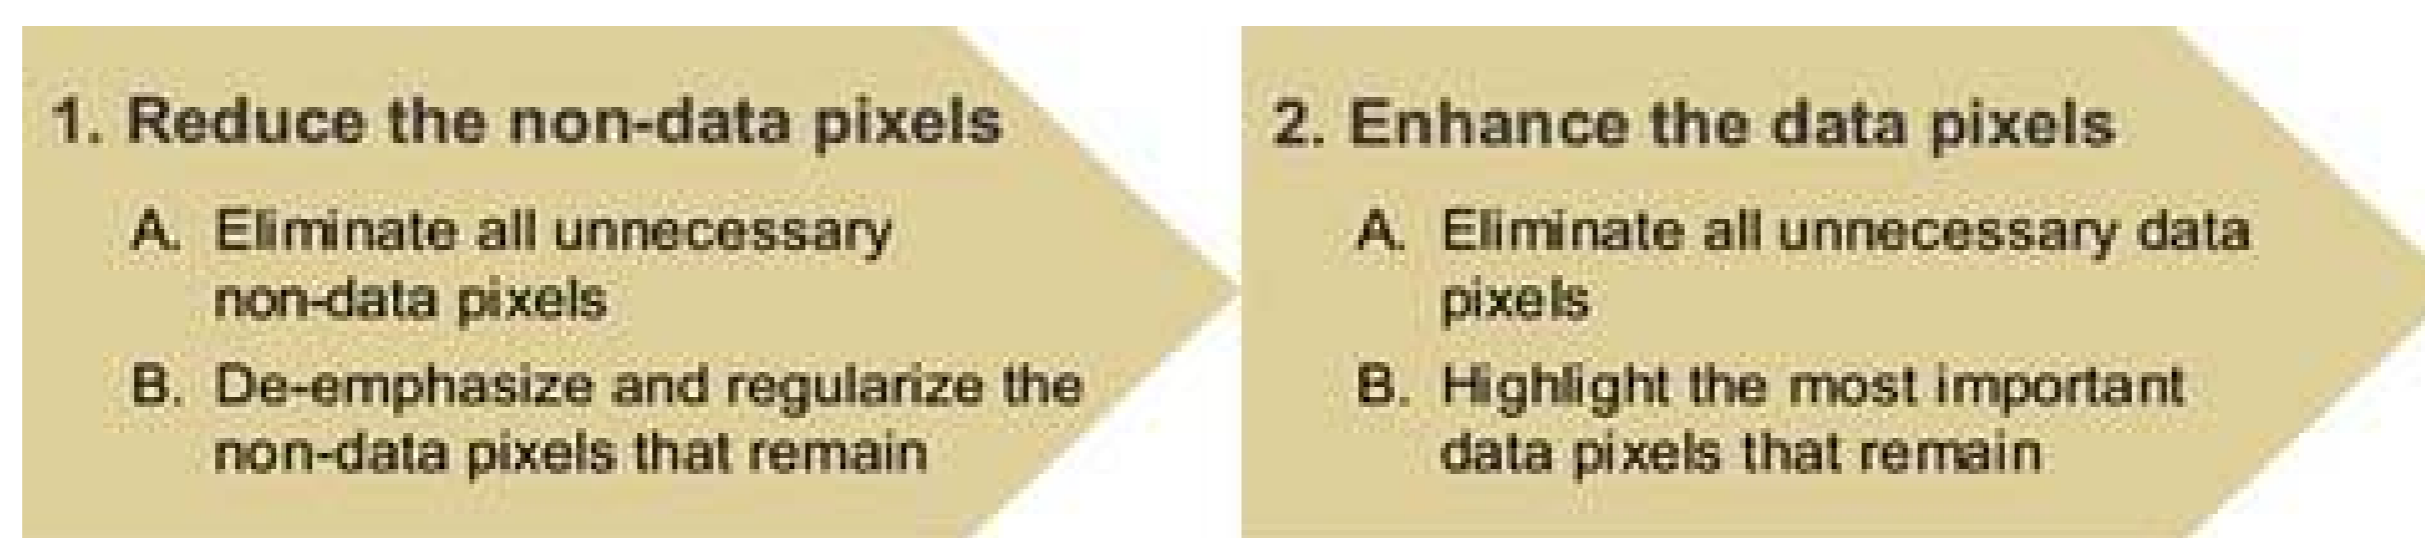 1. Reduce the non-data pixels
A. Eliminate all unnecessary
non-data pixels
B. De-emphasize and regularize the
non-data pixels that remain
2. Enhance the data pixels
A. Eliminate all unnecessary data
pixels
B. Highlight the most important
data pixels that remain